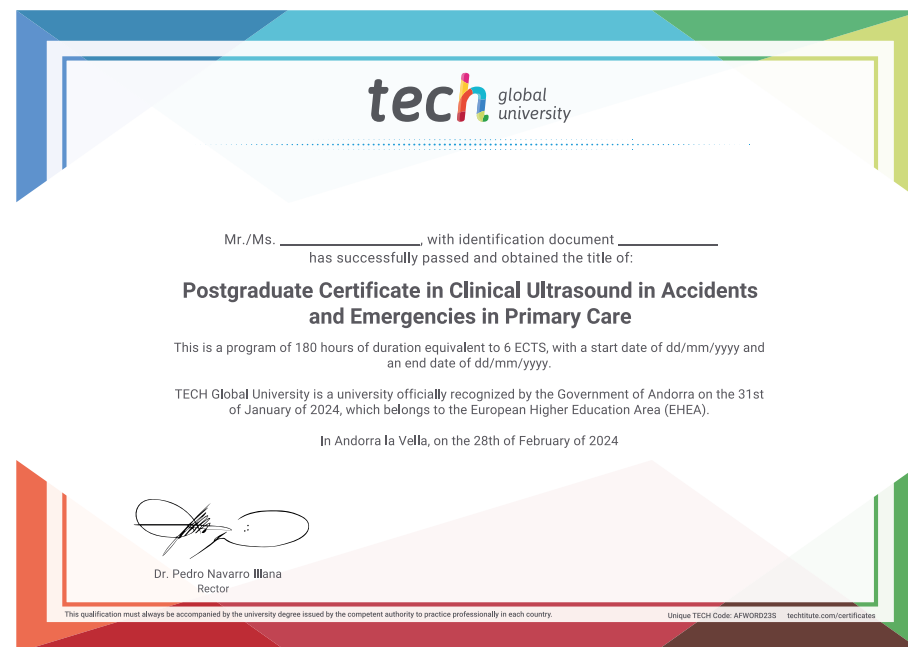 tech global university
Mr./Ms. ____________, with identification document ____________
has successfully passed and obtained the title of:
Postgraduate Certificate in Clinical Ultrasound in Accidents
and Emergencies in Primary Care
This is a program of 180 hours of duration equivalent to 6 ECTS, with a start date of dd/mm/yyyy and
an end date of dd/mm/yyyy.
TECH Global University is a university officially recognized by the Government of Andorra on the 31st
of January of 2024, which belongs to the European Higher Education Area (EHEA).
In Andorra la Vella, on the 28th of February of 2024
Dr. Pedro Navarro Illana
Rector
This qualification must always be accompanied by the university degree issued by the competent authority to practice professionally in each country.
Unique TECH Code: AFWORD23S techtitute.com/certificates